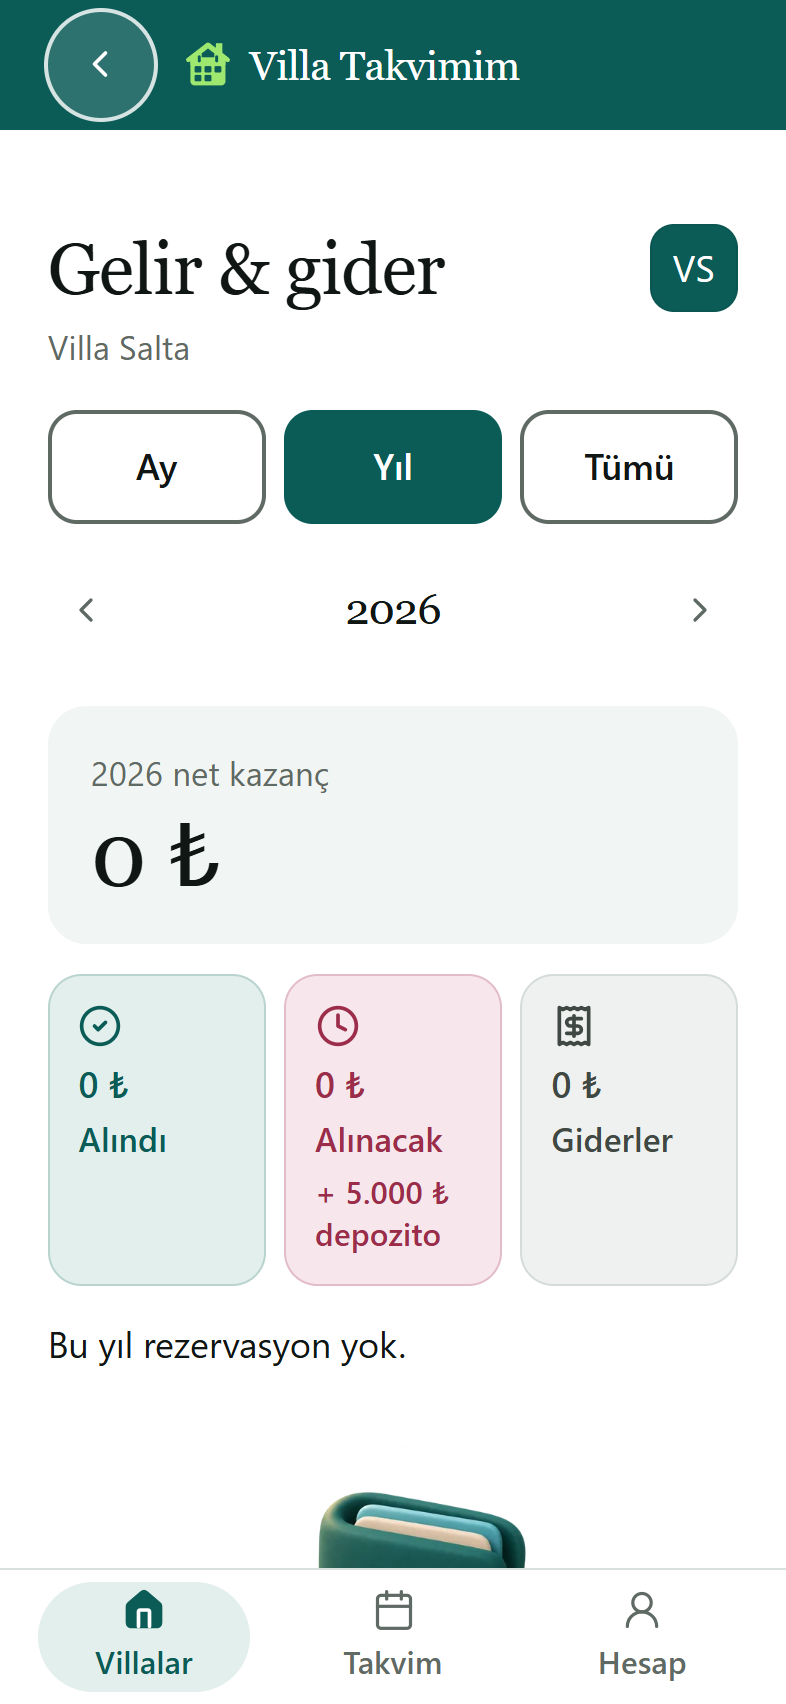 Villa Takvimim
Gelir & gider
VS
Villa Salta
Ay
Yıl
Tümü
2026
2026 net kazanç
0 ₺
0 ₺
Alındı
0 ₺
Alınacak
+ 5.000 ₺
depozito
0 ₺
Giderler
Bu yıl rezervasyon yok.
Villalar
Takvim
Hesap